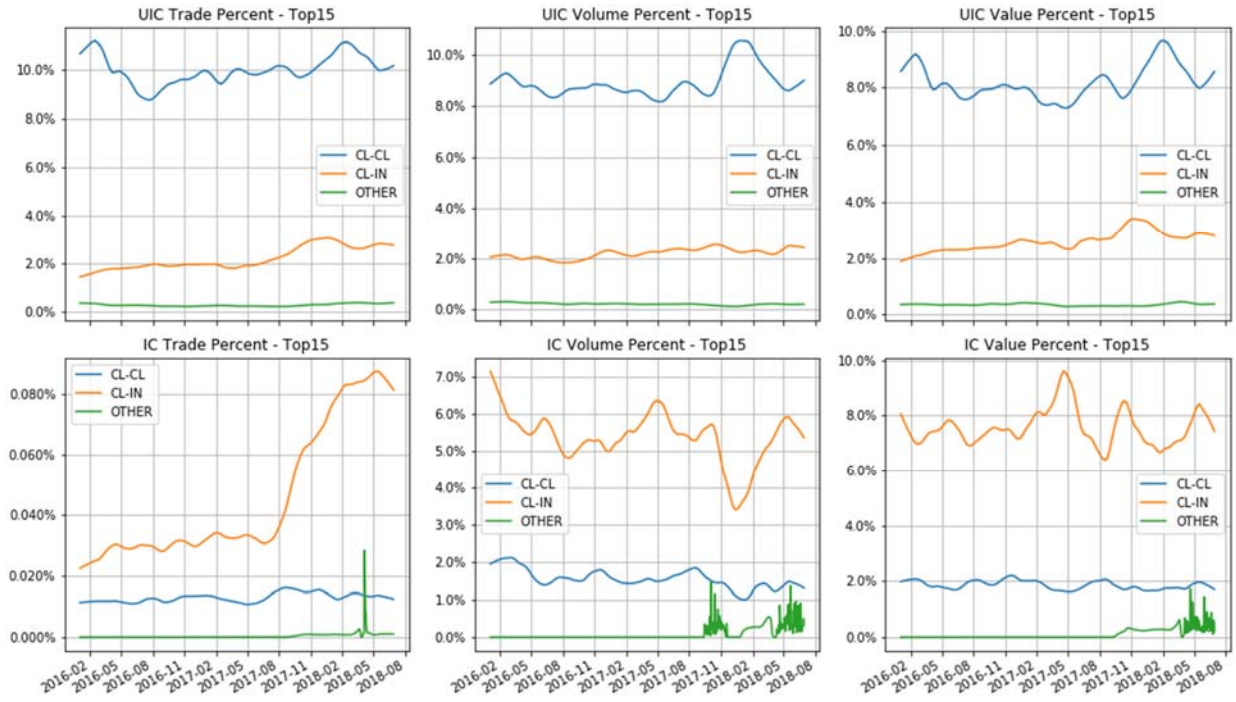 UIC Trade Percent - Top15
10.0%
8.0%
6.0%
4.0%
2.0%
0.0%
CL-CL
CL-IN
OTHER
UIC Volume Percent - Top15
10.0%
8.0%
6.0%
4.0%
2.0%
0.0%
CL-CL
CL-IN
OTHER
UIC Value Percent - Top15
10.0%
8.0%
6.0%
4.0%
2.0%
0.0%
CL-CL
CL-IN
OTHER
IC Trade Percent - Top15
0.080%
0.060%
0.040%
0.020%
0.000%
CL-CL
CL-IN
OTHER
2016-02
2016-05
2016-08
2016-11
2017-02
2017-05
2017-08
2017-11
2018-02
2018-05
2018-08
IC Volume Percent - Top15
7.0%
6.0%
5.0%
4.0%
3.0%
2.0%
1.0%
0.0%
CL-CL
CL-IN
OTHER
2016-02
2016-05
2016-08
2016-11
2017-02
2017-05
2017-08
2017-11
2018-02
2018-05
2018-08
IC Value Percent - Top15
10.0%
8.0%
6.0%
4.0%
2.0%
0.0%
CL-CL
CL-IN
OTHER
2016-02
2016-05
2016-08
2016-11
2017-02
2017-05
2017-08
2017-11
2018-02
2018-05
2018-08